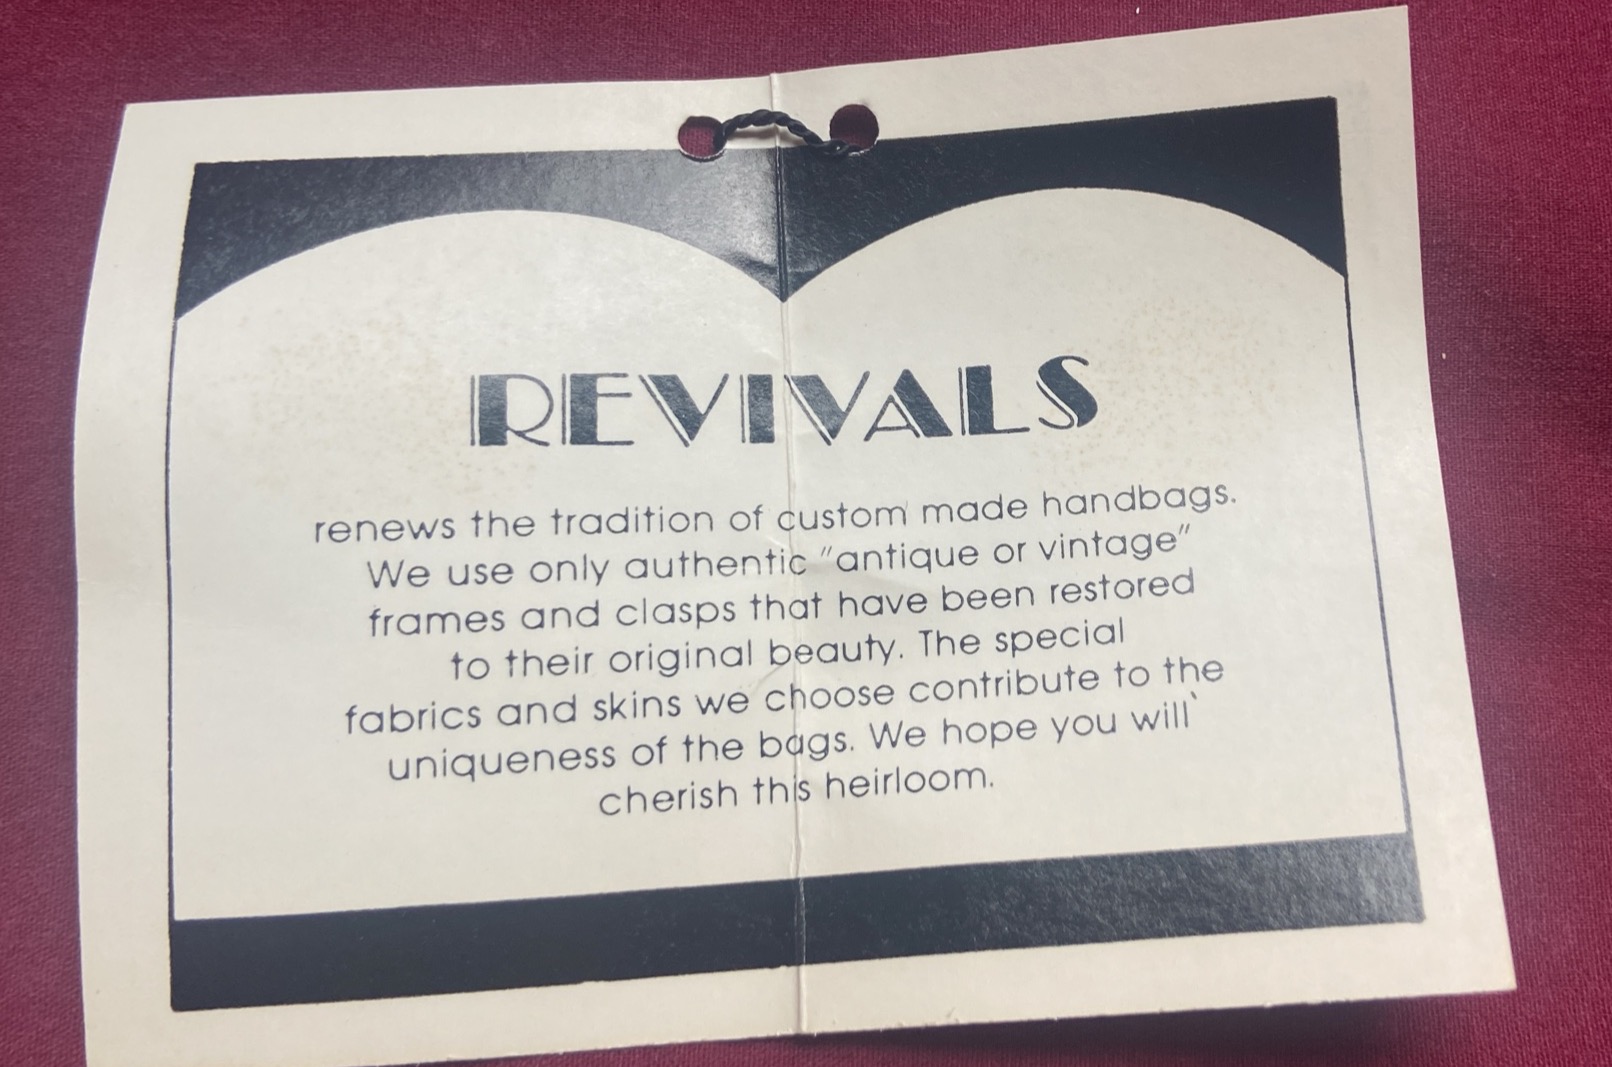 REVIVALS
renews the tradition of custom made handbags.
We use only authentic "antique or vintage"
frames and clasps that have been restored
to their original beauty. The special
fabrics and skins we choose contribute to the
uniqueness of the bags. We hope you will
cherish this heirloom.